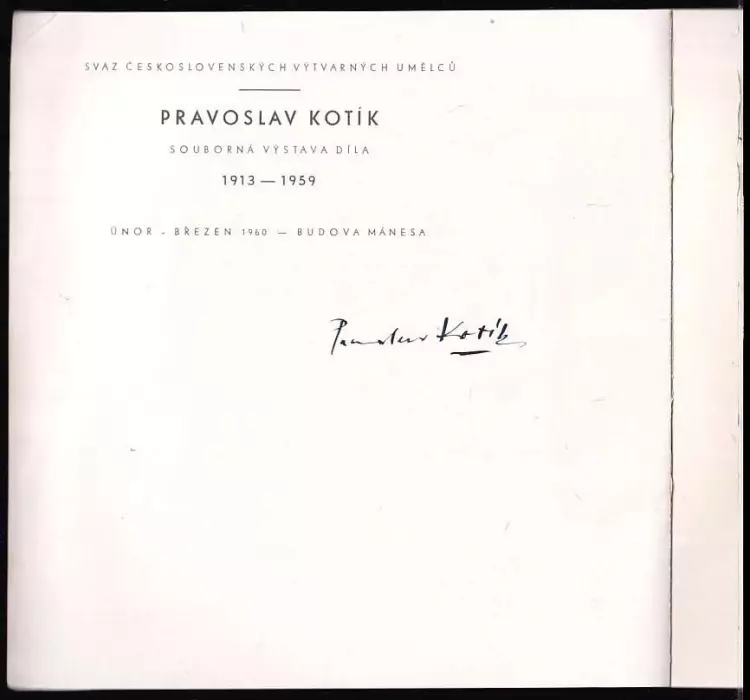 SVAZ ČESKOSLOVENSKÝCH VÝTVARNÝCH UMĚLCŮ
PRAVOSLAV KOTÍK
SOUBORNÁ VÝSTAVA DÍLA
1913 — 1959
ÚNOR - BŘEZEN 1960 — BUDOVA MÁNESA
Pravoslav Kotík